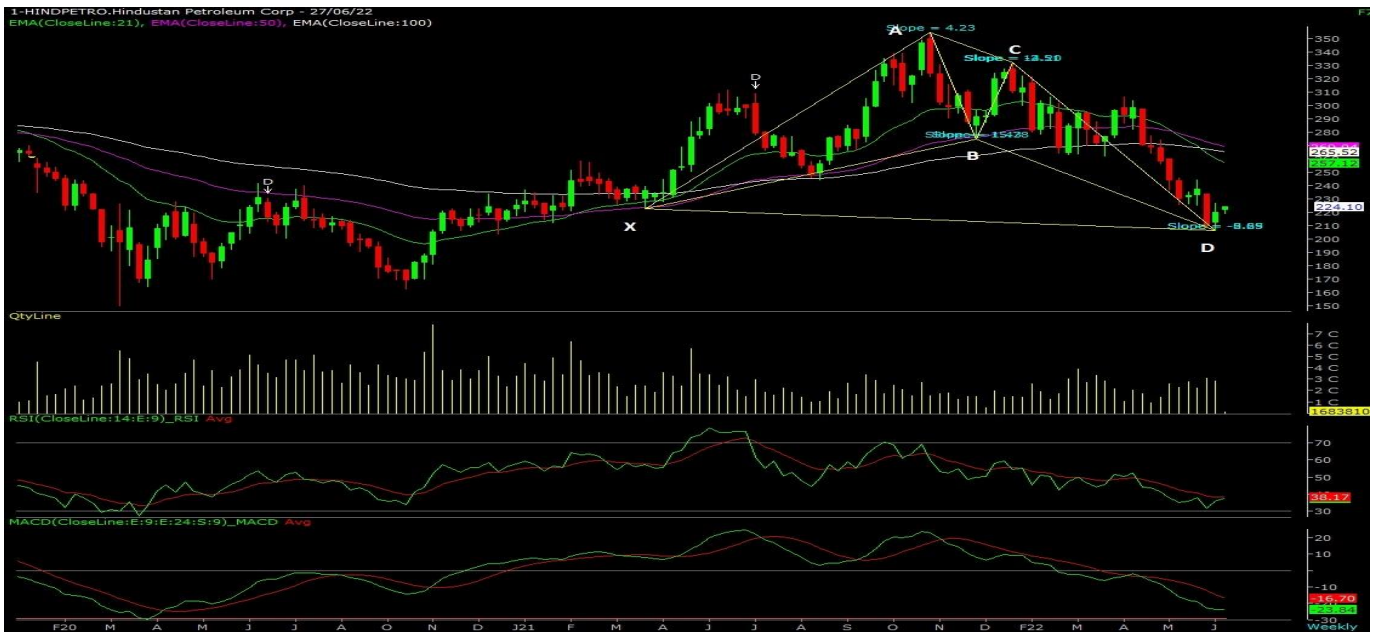 1-HINDPETRO.Hindustan Petroleum Corp - 27/06/22
EMA(CloseLine:21), EMA(CloseLine:50), EMA(CloseLine:100)
A
Slope = 4.23
C
D
B
X
Slope = -8.85
D
350
340
330
320
310
300
290
280
265.52
257.12
250
240
230
224.10
220
210
200
190
180
170
160
150
QtyLine
7 C
6 C
5 C
4 C
3 C
2 C
1 C
1683810
RSI(CloseLine:14:E:9)_RSI Avg
70
60
50
38.17
30
MACD(CloseLine:E:9:E:24:S:9)_MACD Avg
20
10
-10
-16.70
-23.84
-30
F20 M A M J J A S O N D J21 F M A M J J A S O N D F22 M A M J
Weekly